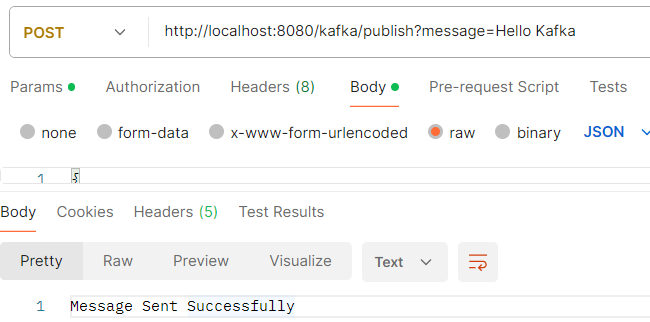 POST http://localhost:8080/kafka/publish?message=Hello Kafka
Params Authorization Headers (8) Body Pre-request Script Tests
none form-data x-www-form-urlencoded raw binary JSON
1 {
Body Cookies Headers (5) Test Results
Pretty Raw Preview Visualize Text
1 Message Sent Successfully